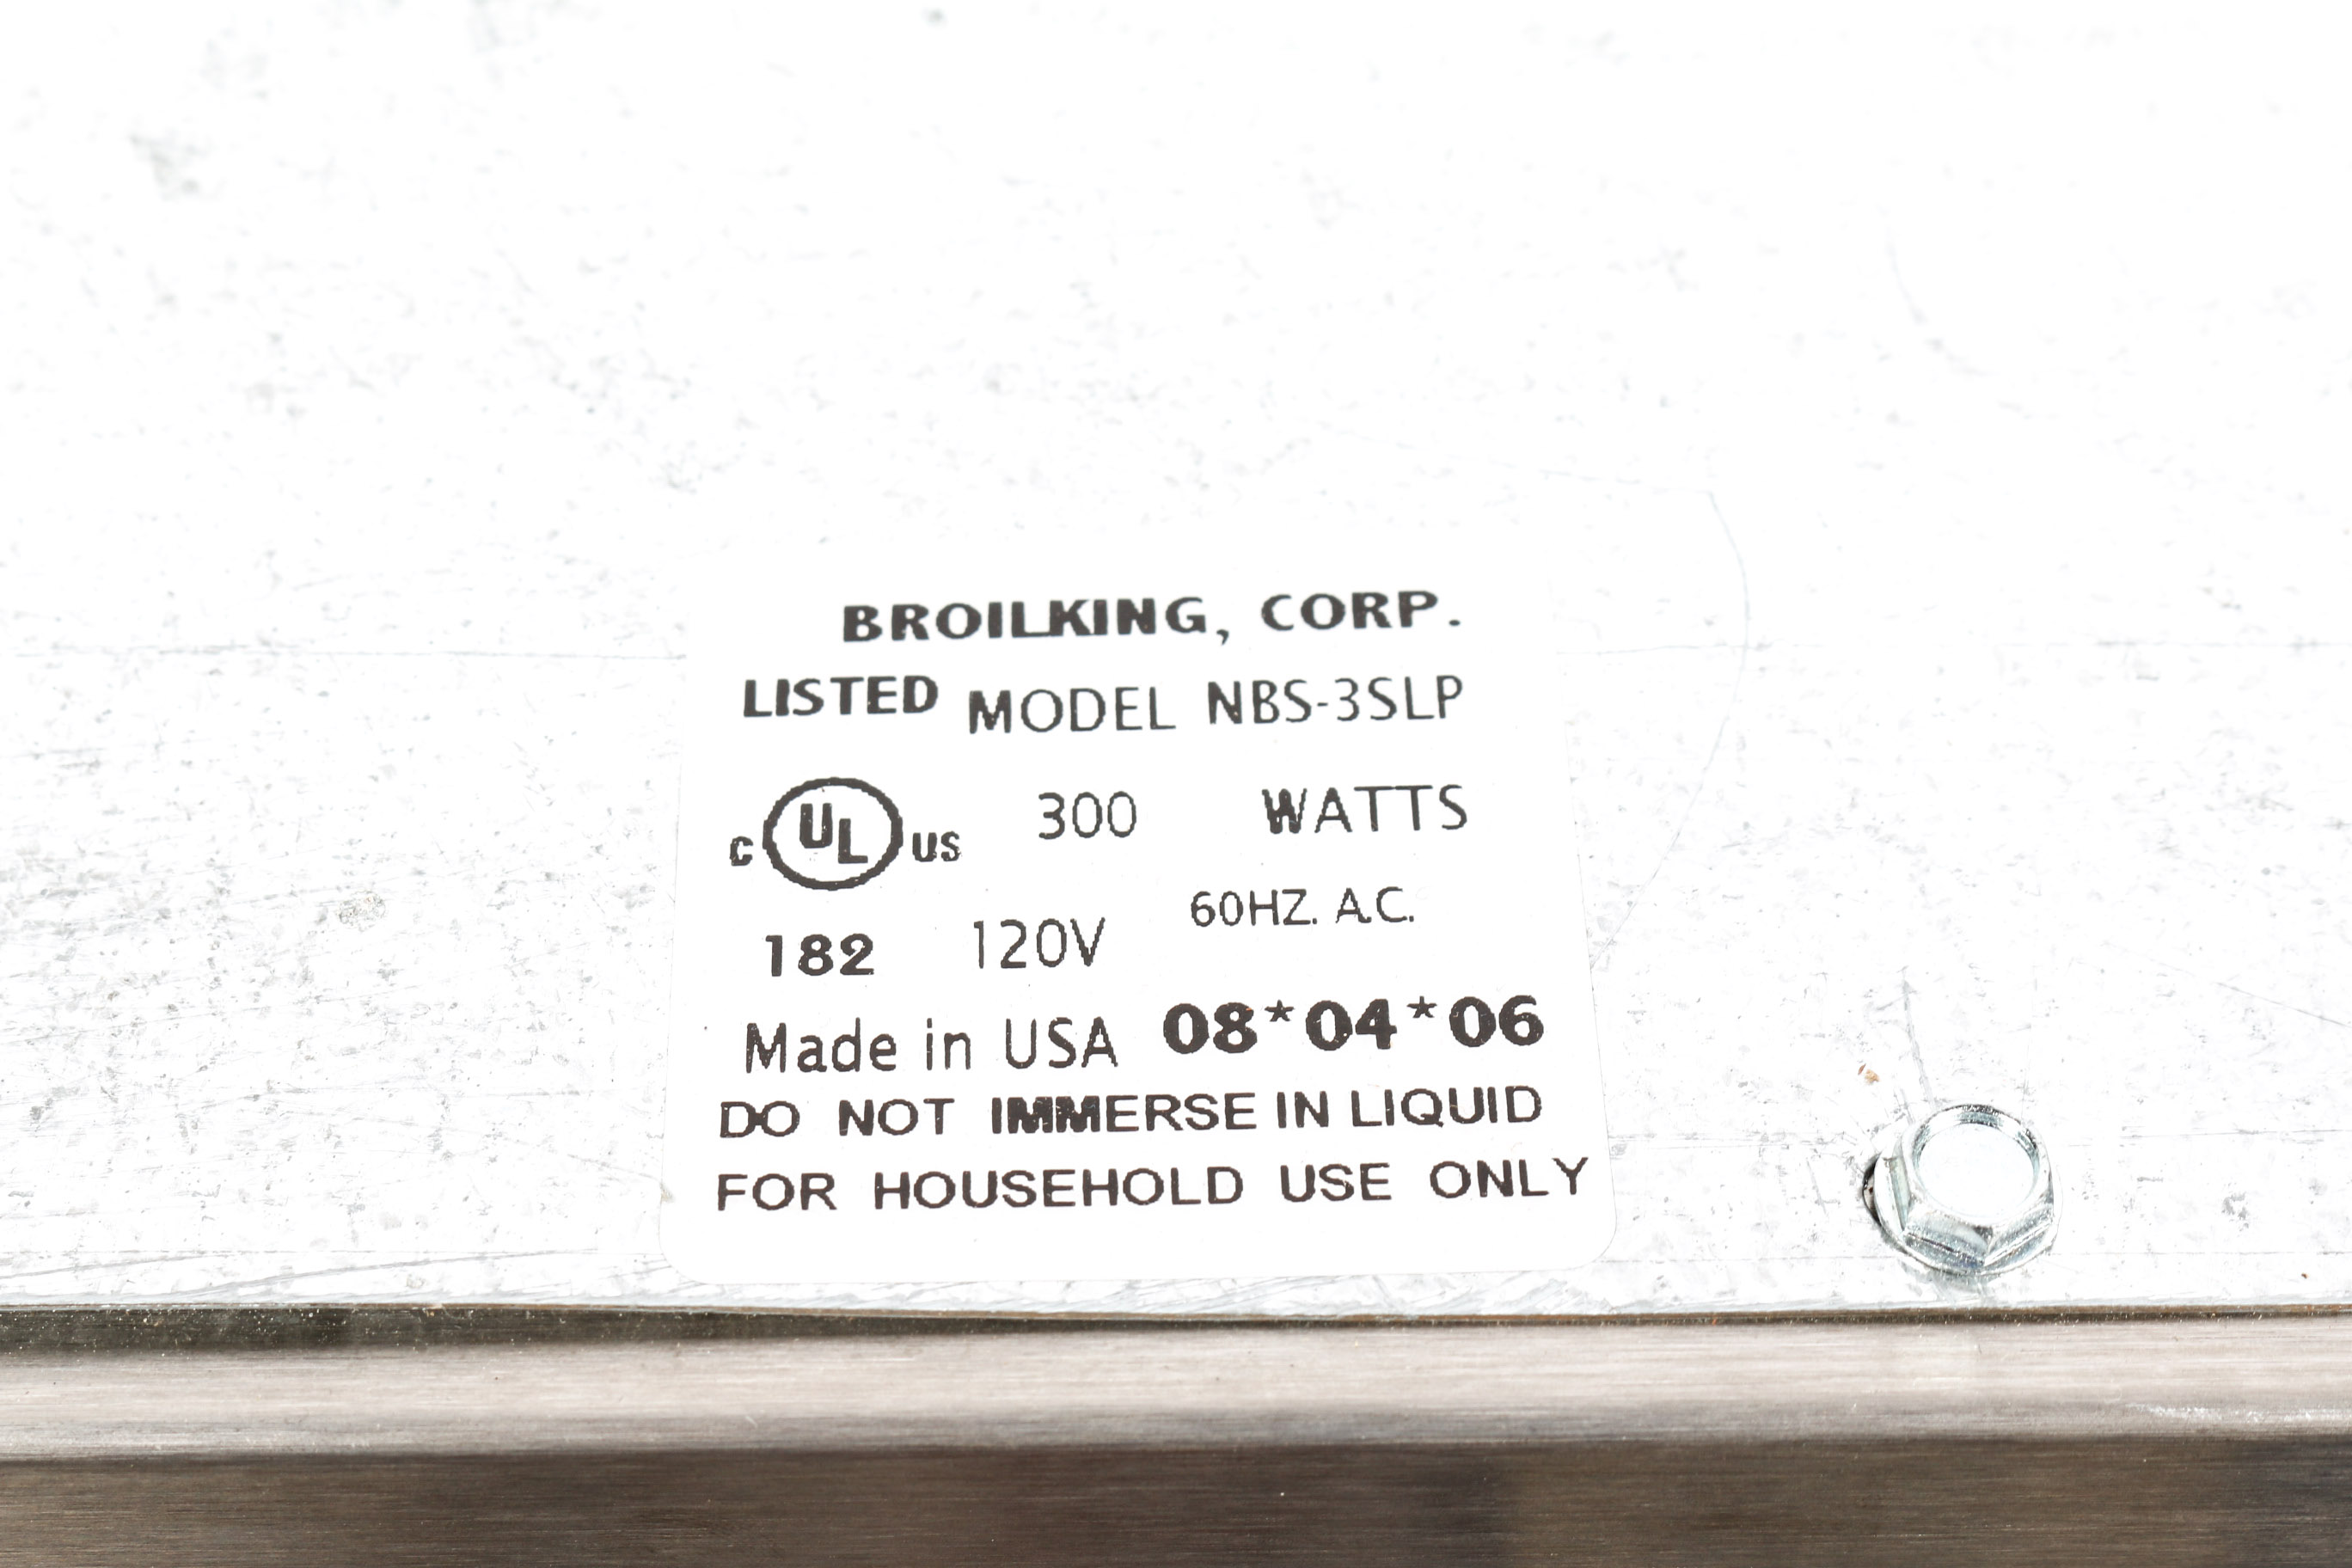 BROILKING, CORP.
LISTED MODEL NBS-3SLP
c UL US 300 WATTS
182 120V 60HZ. A.C.
Made in USA 08*04*06
DO NOT IMMERSE IN LIQUID
FOR HOUSEHOLD USE ONLY